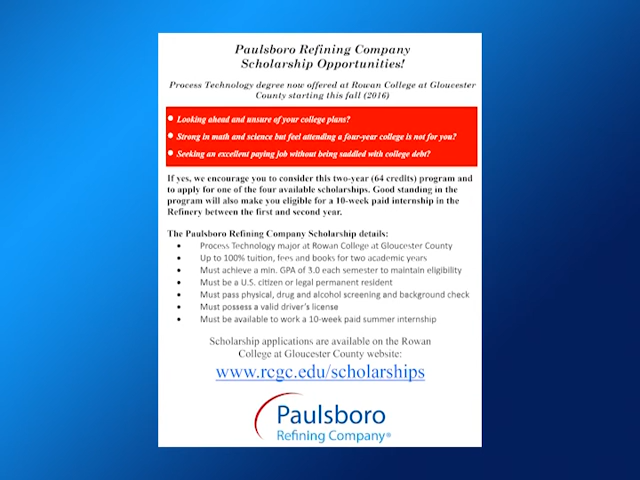 Paulsboro Refining Company
Scholarship Opportunities!
Process Technology degree now offered at Rowan College at Gloucester
County starting this fall (2016)
• Looking ahead and unsure of your college plans?
• Strong in math and science but feel attending a four-year college is not for you?
• Seeking an excellent paying job without being saddled with college debt?
If yes, we encourage you to consider this two-year (64 credits) program and
to apply for one of the four available scholarships. Good standing in the
program will also make you eligible for a 10-week paid internship in the
Refinery between the first and second year.
The Paulsboro Refining Company Scholarship details:
• Process Technology major at Rowan College at Gloucester County
• Up to 100% tuition, fees and books for two academic years
• Must achieve a min. GPA of 3.0 each semester to maintain eligibility
• Must be a U.S. citizen or legal permanent resident
• Must pass physical, drug and alcohol screening and background check
• Must possess a valid driver's license
• Must be available to work a 10-week paid summer internship
Scholarship applications are available on the Rowan
College at Gloucester County website:
www.rcgc.edu/scholarships
Paulsboro
Refining Company®